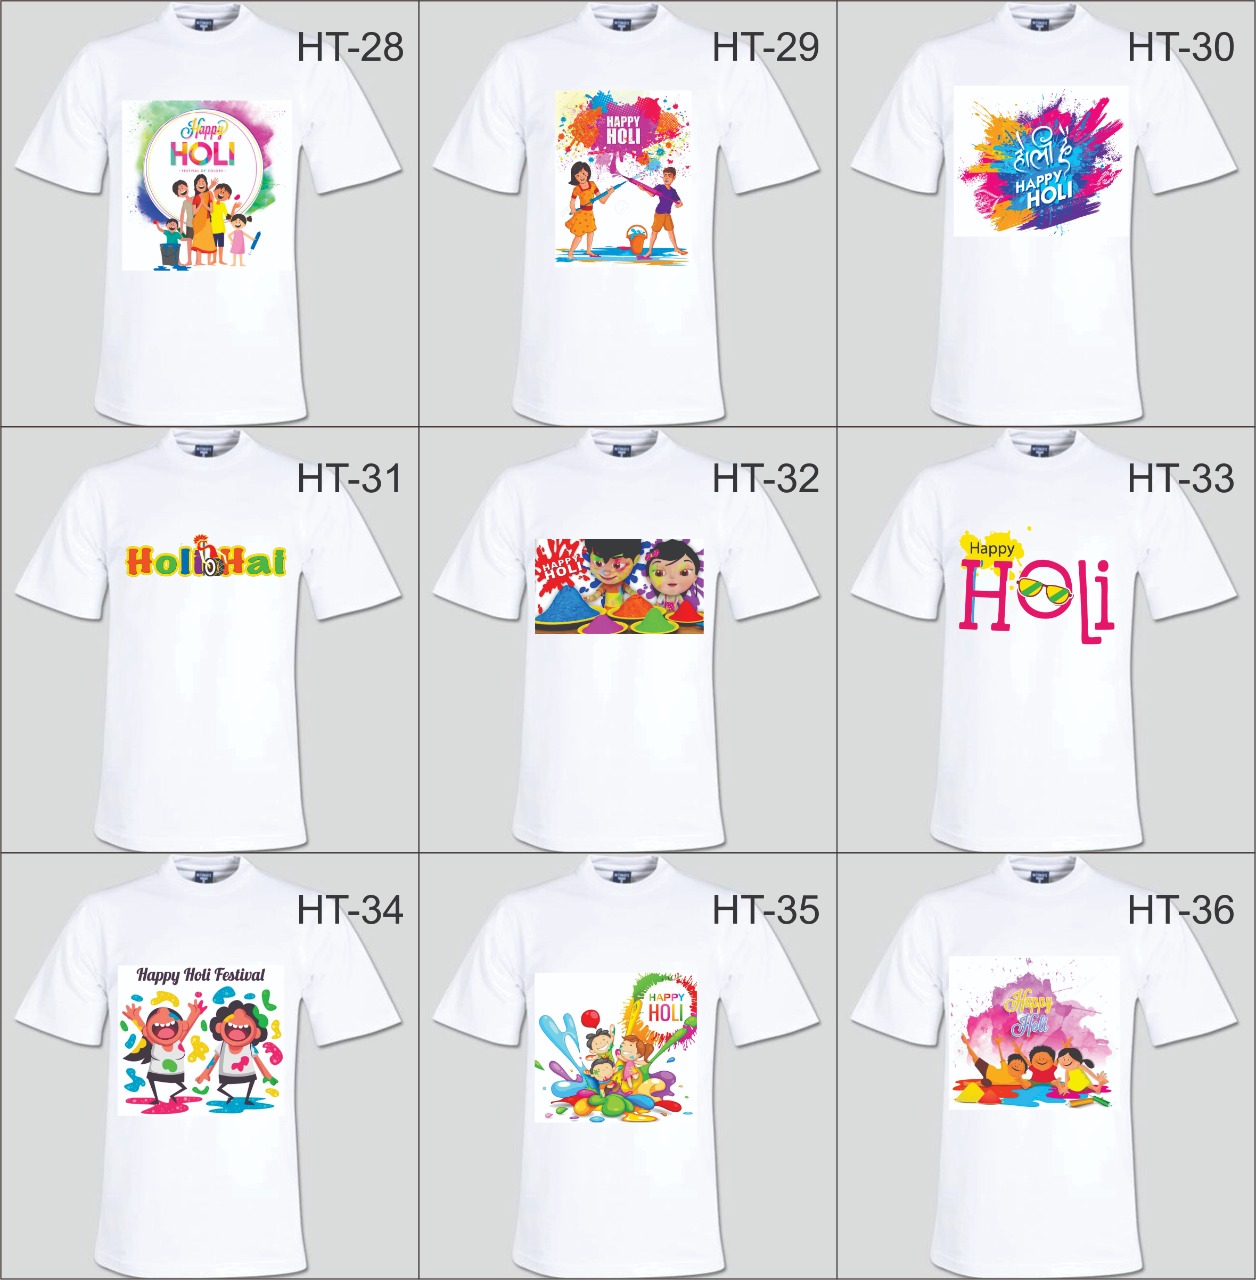 HT-28
Happy
HOLI
FESTIVAL OF COLORS
HT-29
HAPPY
HOLI
HT-30
होली है
HAPPY
HOLI
HT-31
Holi Hai
HT-32
HAPPY
HOLI
HT-33
Happy
HOLi
HT-34
Happy Holi Festival
HT-35
HAPPY
HOLI
HT-36
Happy
Holi